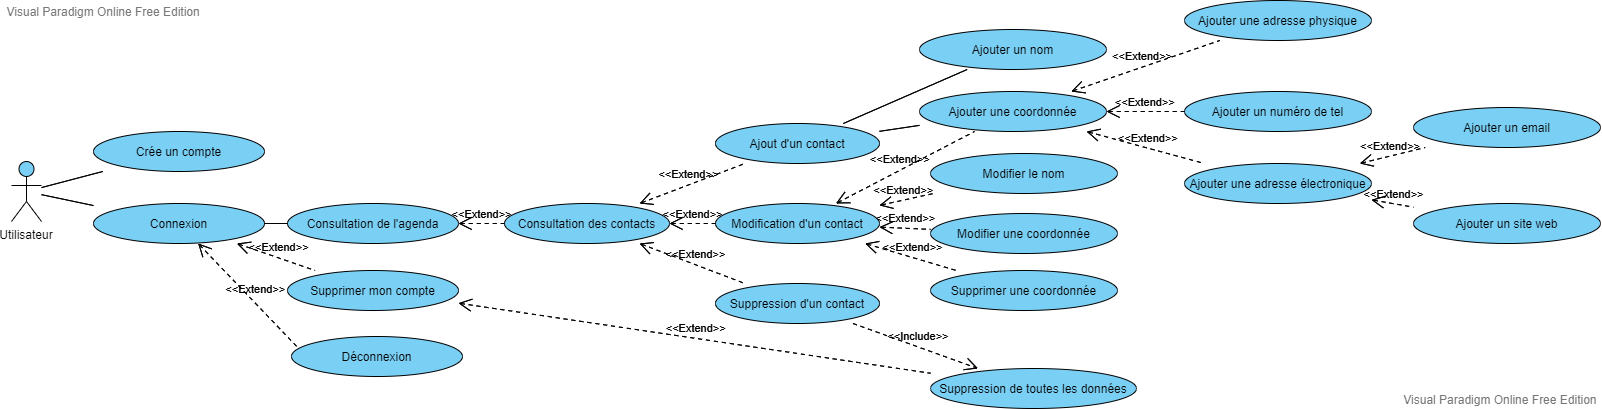 Visual Paradigm Online Free Edition
Ajouter une adresse physique
Ajouter un nom
<<Extend>>
Ajouter une coordonnée
<<Extend>>
Ajouter un numéro de tel
Ajouter un email
Crée un compte
Ajout d'un contact
<<Extend>>
<<Extend>>
<<Extend>>
<<Extend>>
Modifier le nom
Ajouter une adresse électronique
<<Extend>>
<<Extend>>
Utilisateur
Connexion
Consultation de l'agenda
<<Extend>>
Consultation des contacts
<<Extend>>
Modification d'un contact
<<Extend>>
Modifier une coordonnée
Ajouter un site web
<<Extend>>
<<Extend>>
<<Extend>>
Supprimer mon compte
<<Extend>>
Suppression d'un contact
Supprimer une coordonnée
<<Extend>>
<<Include>>
Déconnexion
Suppression de toutes les données
Visual Paradigm Online Free Edition